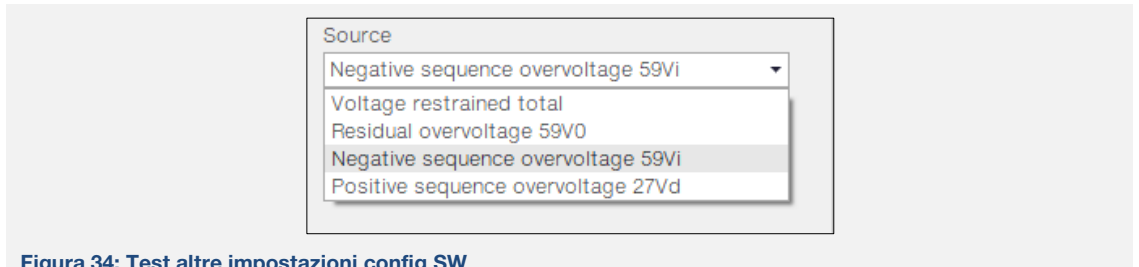 Source
Negative sequence overvoltage 59Vi
Voltage restrained total
Residual overvoltage 59V0
Negative sequence overvoltage 59Vi
Positive sequence overvoltage 27Vd
Figura 34: Test altre impostazioni config SW